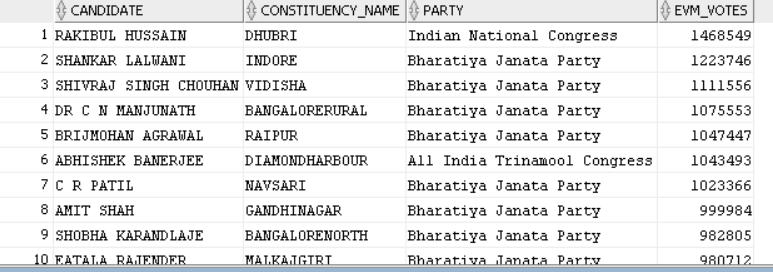 CANDIDATE CONSTITUENCY_NAME PARTY EVM_VOTES
1 RAKIBUL HUSSAIN DHUBRI Indian National Congress 1468549
2 SHANKAR LALWANI INDORE Bharatiya Janata Party 1223746
3 SHIVRAJ SINGH CHOUHAN VIDISHA Bharatiya Janata Party 1111556
4 DR C N MANJUNATH BANGALORERURAL Bharatiya Janata Party 1075553
5 BRIJMOHAN AGRAWAL RAIPUR Bharatiya Janata Party 1047447
6 ABHISHEK BANERJEE DIAMONDHARBOUR All India Trinamool Congress 1043493
7 C R PATIL NAVSARI Bharatiya Janata Party 1023366
8 AMIT SHAH GANDHINAGAR Bharatiya Janata Party 999984
9 SHOBHA KARANDLAJE BANGALORENORTH Bharatiya Janata Party 982805
10 EATALA RAJENDER MALKAJGIRI Bharatiya Janata Party 980712